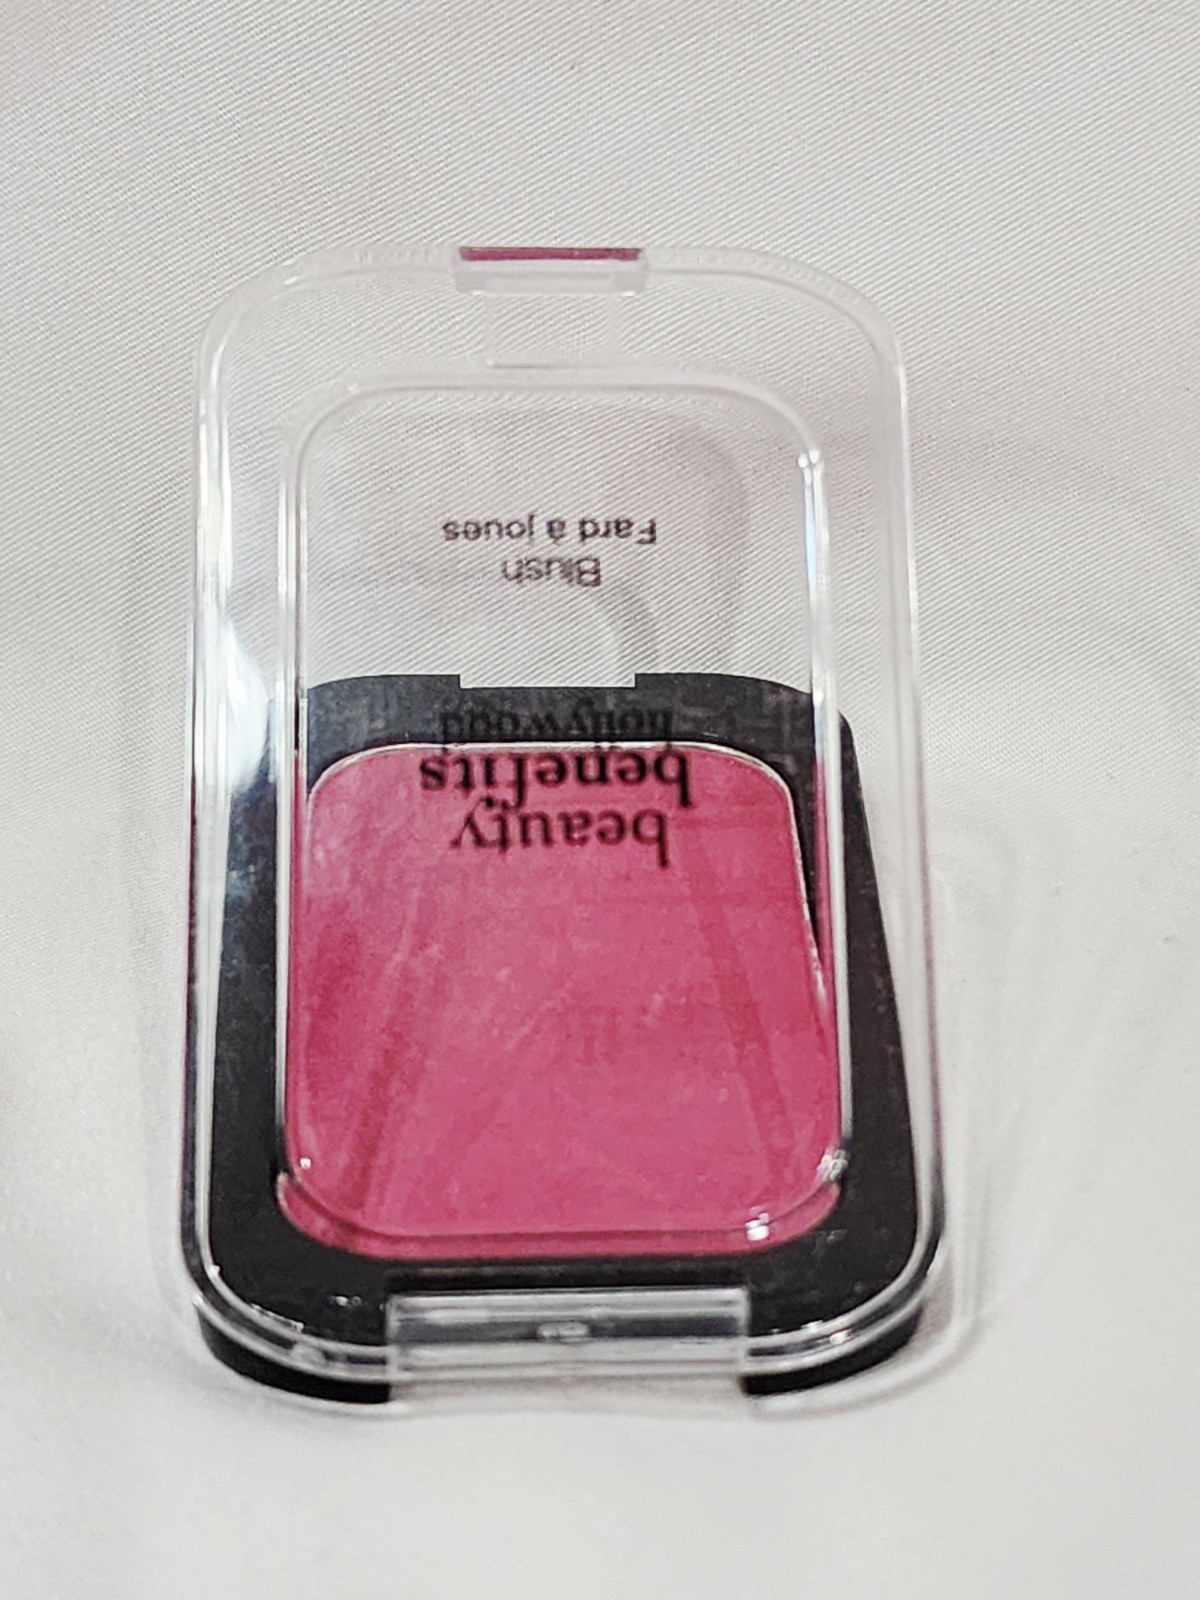 beauty
benefits
hollywood
Blush
Fard à joues